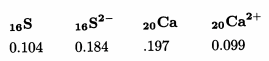 ₁₆S ₁₆S²⁻ ₂₀Ca ₂₀Ca²⁺
0.104 0.184 .197 0.099